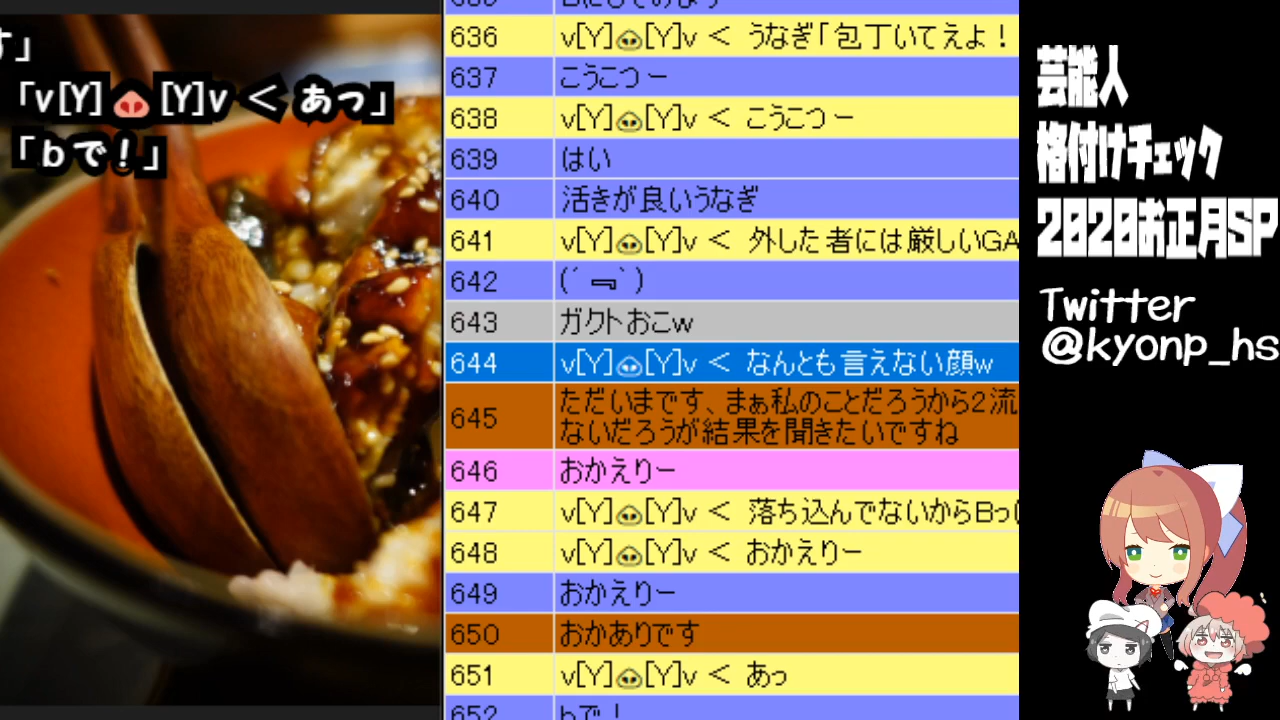 す」
「v[Y]🐽[Y]v ＜ あっ」
「ｂで！」
636 v[Y]🐽[Y]v ＜ うなぎ「包丁いてえよ！
637 こうこつー
638 v[Y]🐽[Y]v ＜ こうこつー
639 はい
640 活きが良いうなぎ
641 v[Y]🐽[Y]v ＜ 外した者には厳しいGA
642 (´﹃`)
643 ガクトおこw
644 v[Y]🐽[Y]v ＜ なんとも言えない顔w
645 ただいまです、まぁ私のことだろうから2流
ないだろうが結果を聞きたいですね
646 おかえりー
647 v[Y]🐽[Y]v ＜ 落ち込んでないからBっ
648 v[Y]🐽[Y]v ＜ おかえりー
649 おかえりー
650 おかありです
651 v[Y]🐽[Y]v ＜ あっ
652 bで！
芸能人
格付けチェック
2020お正月SP
Twitter
@kyonp_hs